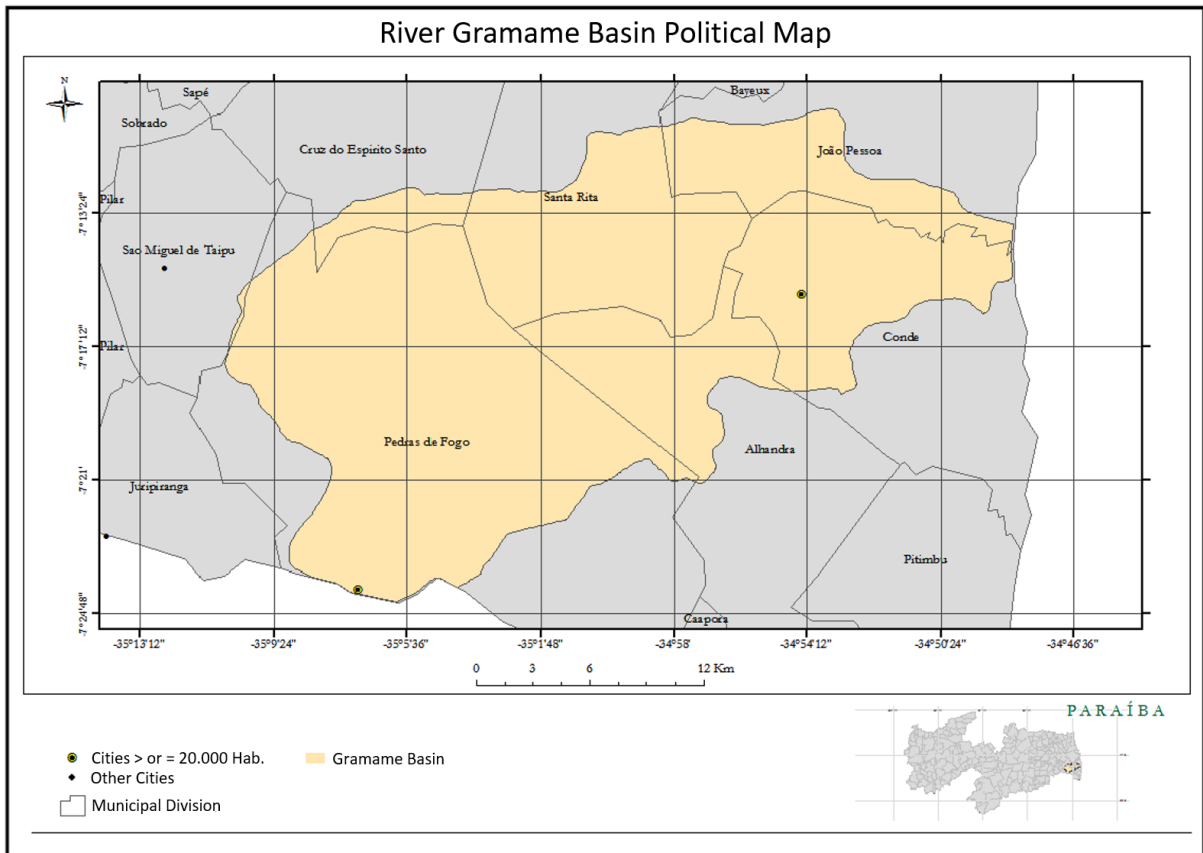 River Gramame Basin Political Map
N
Sapé
Bayeux
Sobrado
Cruz do Espirito Santo
João Pessoa
Pilar
Santa Rita
-7°13'24"
Sao Miguel de Taipu
Conde
Pilar
-7°17'12"
Pedras de Fogo
Alhandra
-7°21'
Juripiranga
Pitimbu
-7°24'48"
Caapora
-35°13'12"
-35°9'24"
-35°5'36"
-35°1'48"
-34°58'
-34°54'12"
-34°50'24"
-34°46'36"
0 3 6 12 Km
PARAÍBA
Cities > or = 20.000 Hab.
Gramame Basin
Other Cities
Municipal Division